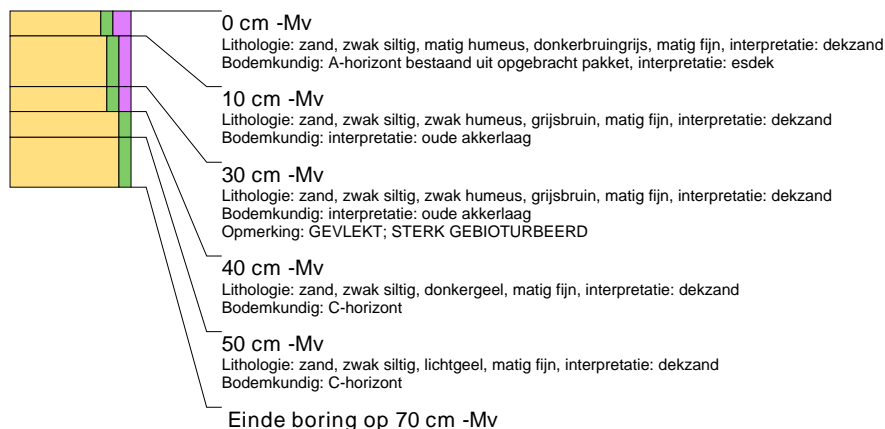 0 cm -Mv
Lithologie: zand, zwak siltig, matig humeus, donkerbruingrijs, matig fijn, interpretatie: dekzand
Bodemkundig: A-horizont bestaand uit opgebracht pakket, interpretatie: esdek
10 cm -Mv
Lithologie: zand, zwak siltig, zwak humeus, grijsbruin, matig fijn, interpretatie: dekzand
Bodemkundig: interpretatie: oude akkerlaag
30 cm -Mv
Lithologie: zand, zwak siltig, zwak humeus, grijsbruin, matig fijn, interpretatie: dekzand
Bodemkundig: interpretatie: oude akkerlaag
Opmerking: GEVLEKT; STERK GEBIOTURBEERD
40 cm -Mv
Lithologie: zand, zwak siltig, donkergeel, matig fijn, interpretatie: dekzand
Bodemkundig: C-horizont
50 cm -Mv
Lithologie: zand, zwak siltig, lichtgeel, matig fijn, interpretatie: dekzand
Bodemkundig: C-horizont
Einde boring op 70 cm -Mv